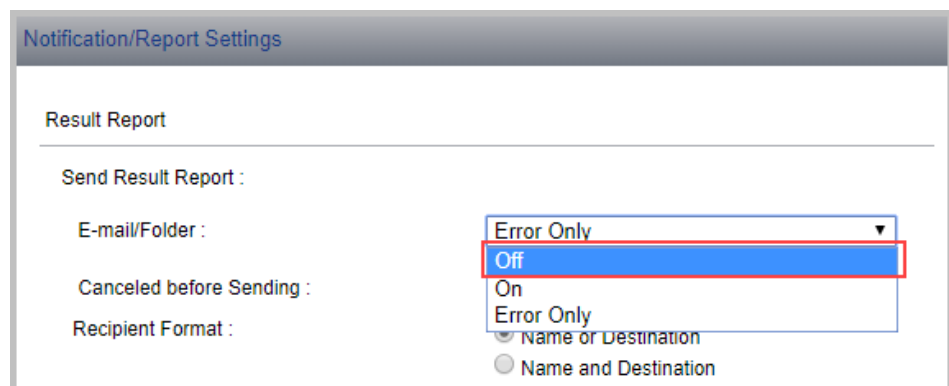 Notification/Report Settings
Result Report
Send Result Report :
E-mail/Folder :
Error Only
Off
Canceled before Sending :
On
Error Only
Recipient Format :
Name or Destination
Name and Destination